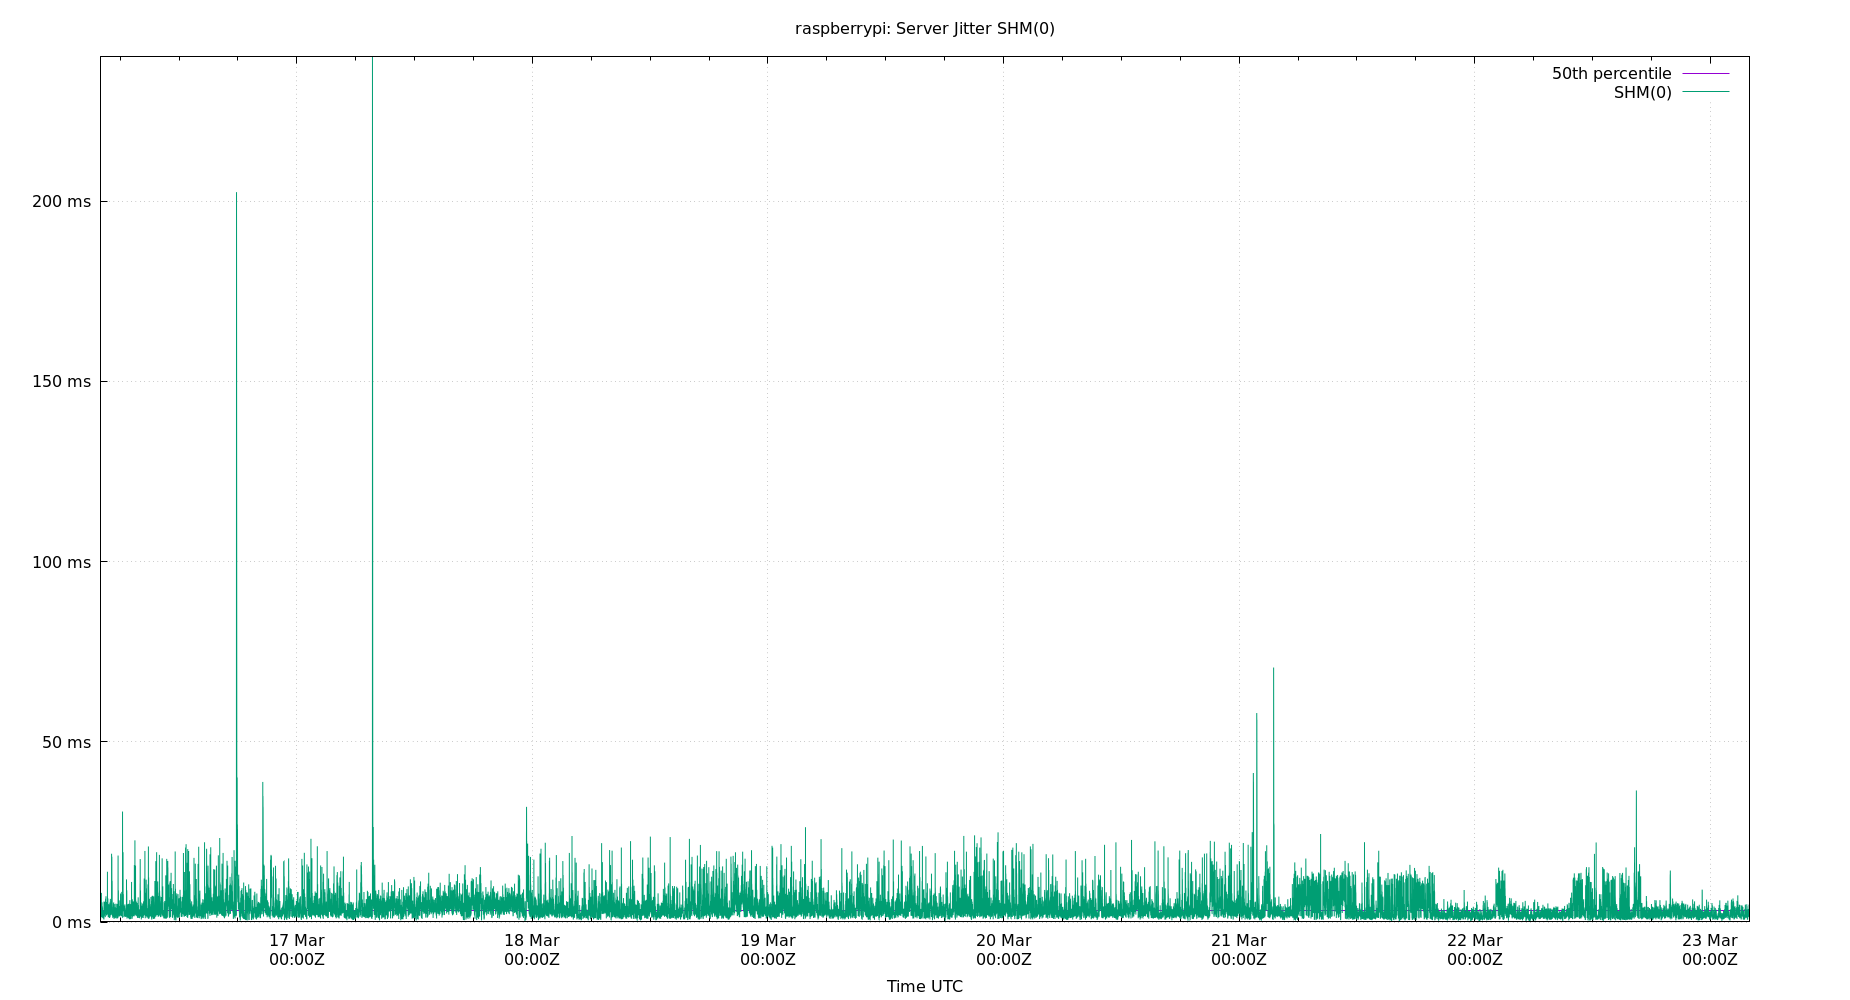 raspberrypi: Server Jitter SHM(0)
50th percentile
SHM(0)
200 ms
150 ms
100 ms
50 ms
0 ms
17 Mar 18 Mar 19 Mar 20 Mar 21 Mar 22 Mar 23 Mar
00:00Z 00:00Z 00:00Z 00:00Z 00:00Z 00:00Z 00:00Z
Time UTC